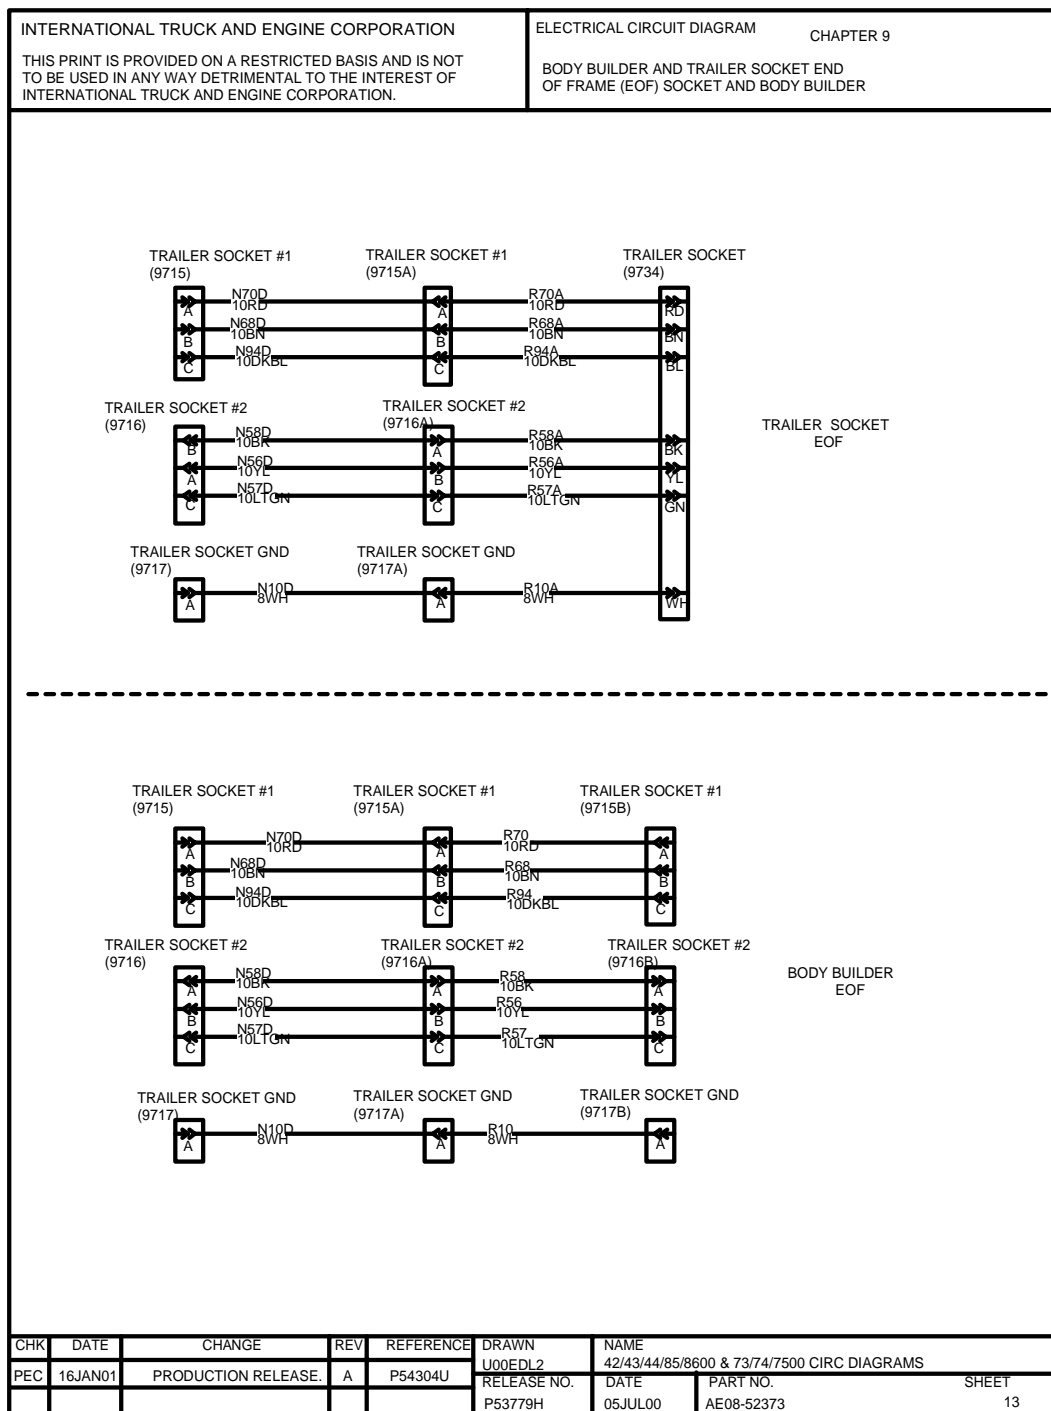 INTERNATIONAL TRUCK AND ENGINE CORPORATION
THIS PRINT IS PROVIDED ON A RESTRICTED BASIS AND IS NOT
TO BE USED IN ANY WAY DETRIMENTAL TO THE INTEREST OF
INTERNATIONAL TRUCK AND ENGINE CORPORATION.
ELECTRICAL CIRCUIT DIAGRAM CHAPTER 9
BODY BUILDER AND TRAILER SOCKET END
OF FRAME (EOF) SOCKET AND BODY BUILDER
TRAILER SOCKET #1 TRAILER SOCKET #1 TRAILER SOCKET
(9715) (9715A) (9734)
N70D R70A
A 10RD A 10RD RD
N68D R68A
B 10BN B 10BN BN
N94D R94A
C 10DKBL C 10DKBL BL
TRAILER SOCKET #2 TRAILER SOCKET #2
(9716) (9716A)
N58D R58A
B 10BK A 10BK BK
N56D R56A
A 10YL B 10YL YL
N57D R57A
C 10LTGN C 10LTGN GN
TRAILER SOCKET
EOF
TRAILER SOCKET GND TRAILER SOCKET GND
(9717) (9717A)
N10D R10A
A 8WH A 8WH WH
TRAILER SOCKET #1 TRAILER SOCKET #1 TRAILER SOCKET #1
(9715) (9715A) (9715B)
N70D R70
A 10RD A 10RD A
N68D R68
B 10BN B 10BN B
N94D R94
C 10DKBL C 10DKBL C
TRAILER SOCKET #2 TRAILER SOCKET #2 TRAILER SOCKET #2
(9716) (9716A) (9716B)
N58D R58
A 10BK A 10BK A
N56D R56
B 10YL B 10YL B
N57D R57
C 10LTGN C 10LTGN C
BODY BUILDER
EOF
TRAILER SOCKET GND TRAILER SOCKET GND TRAILER SOCKET GND
(9717) (9717A) (9717B)
N10D R10
A 8WH A 8WH A
CHK DATE CHANGE REV REFERENCE DRAWN NAME
U00EDL2 42/43/44/85/8600 & 73/74/7500 CIRC DIAGRAMS
PEC 16JAN01 PRODUCTION RELEASE. A P54304U RELEASE NO. DATE PART NO. SHEET
P53779H 05JUL00 AE08-52373 13